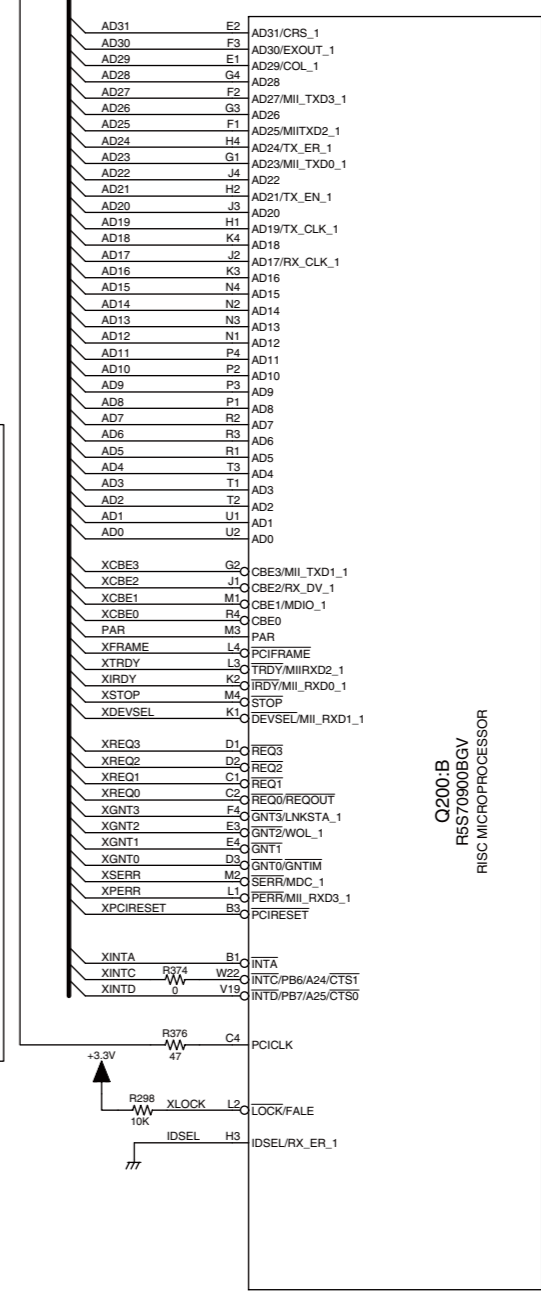 AD31 E2 AD31/CRS_1
AD30 F3 AD30/EXOUT_1
AD29 E1 AD29/COL_1
AD28 G4 AD28
AD27 F2 AD27/MII_TXD3_1
AD26 G3 AD26
AD25 F1 AD25/MIITXD2_1
AD24 H4 AD24/TX_ER_1
AD23 G1 AD23/MII_TXD0_1
AD22 J4 AD22
AD21 H2 AD21/TX_EN_1
AD20 J3 AD20
AD19 H1 AD19/TX_CLK_1
AD18 K4 AD18
AD17 J2 AD17/RX_CLK_1
AD16 K3 AD16
AD15 N4 AD15
AD14 N2 AD14
AD13 N3 AD13
AD12 N1 AD12
AD11 P4 AD11
AD10 P2 AD10
AD9 P3 AD9
AD8 P1 AD8
AD7 R2 AD7
AD6 R3 AD6
AD5 R1 AD5
AD4 T3 AD4
AD3 T1 AD3
AD2 T2 AD2
AD1 U1 AD1
AD0 U2 AD0
XCBE3 G2 CBE3/MII_TXD1_1
XCBE2 J1 CBE2/RX_DV_1
XCBE1 M1 CBE1/MDIO_1
XCBE0 R4 CBE0
PAR M3 PAR
XFRAME L4 PCIFRAME
XTRDY L3 TRDY/MIIRXD2_1
XIRDY K2 IRDY/MII_RXD0_1
XSTOP M4 STOP
XDEVSEL K1 DEVSEL/MII_RXD1_1
XREQ3 D1 REQ3
XREQ2 D2 REQ2
XREQ1 C1 REQ1
XREQ0 C2 REQ0/REQOUT
XGNT3 F4 GNT3/LNKSTA_1
XGNT2 E3 GNT2/WOL_1
XGNT1 E4 GNT1
XGNT0 D3 GNT0/GNTIM
XSERR M2 SERR/MDC_1
XPERR L1 PERR/MII_RXD3_1
XPCIRESET B3 PCIRESET
XINTA B1 INTA
XINTC R374 0 W22 INTC/PB6/A24/CTS1
XINTD V19 INTD/PB7/A25/CTS0
R376 47 C4 PCICLK
+3.3V
R298 10K XLOCK L2 LOCK/FALE
IDSEL H3 IDSEL/RX_ER_1
Q200:B
R5S70900BGV
RISC MICROPROCESSOR